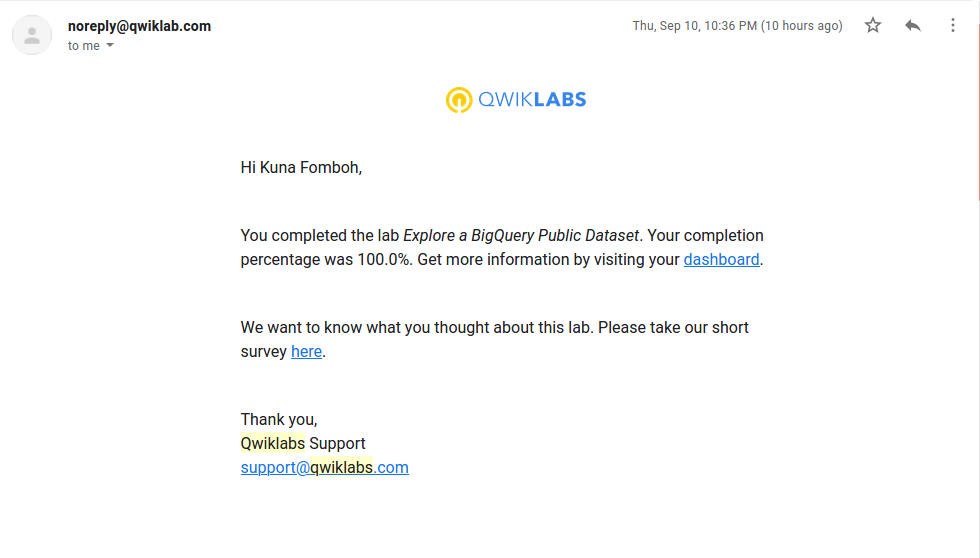 noreply@qwiklab.com
Thu, Sep 10, 10:36 PM (10 hours ago)
to me
QWIKLABS
Hi Kuna Fomboh,
You completed the lab Explore a BigQuery Public Dataset. Your completion
percentage was 100.0%. Get more information by visiting your dashboard.
We want to know what you thought about this lab. Please take our short
survey here.
Thank you,
Qwiklabs Support
support@qwiklabs.com